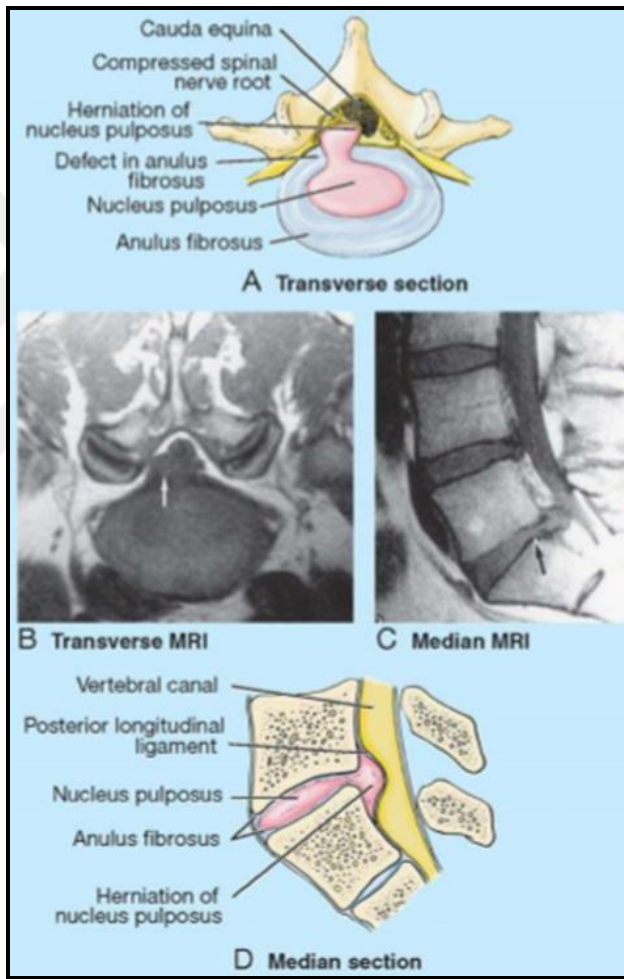 Cauda equina
Compressed spinal
nerve root
Herniation of
nucleus pulposus
Defect in anulus
fibrosus
Nucleus pulposus
Anulus fibrosus
A Transverse section
B Transverse MRI
C Median MRI
Vertebral canal
Posterior longitudinal
ligament
Nucleus pulposus
Anulus fibrosus
Herniation of
nucleus pulposus
D Median section